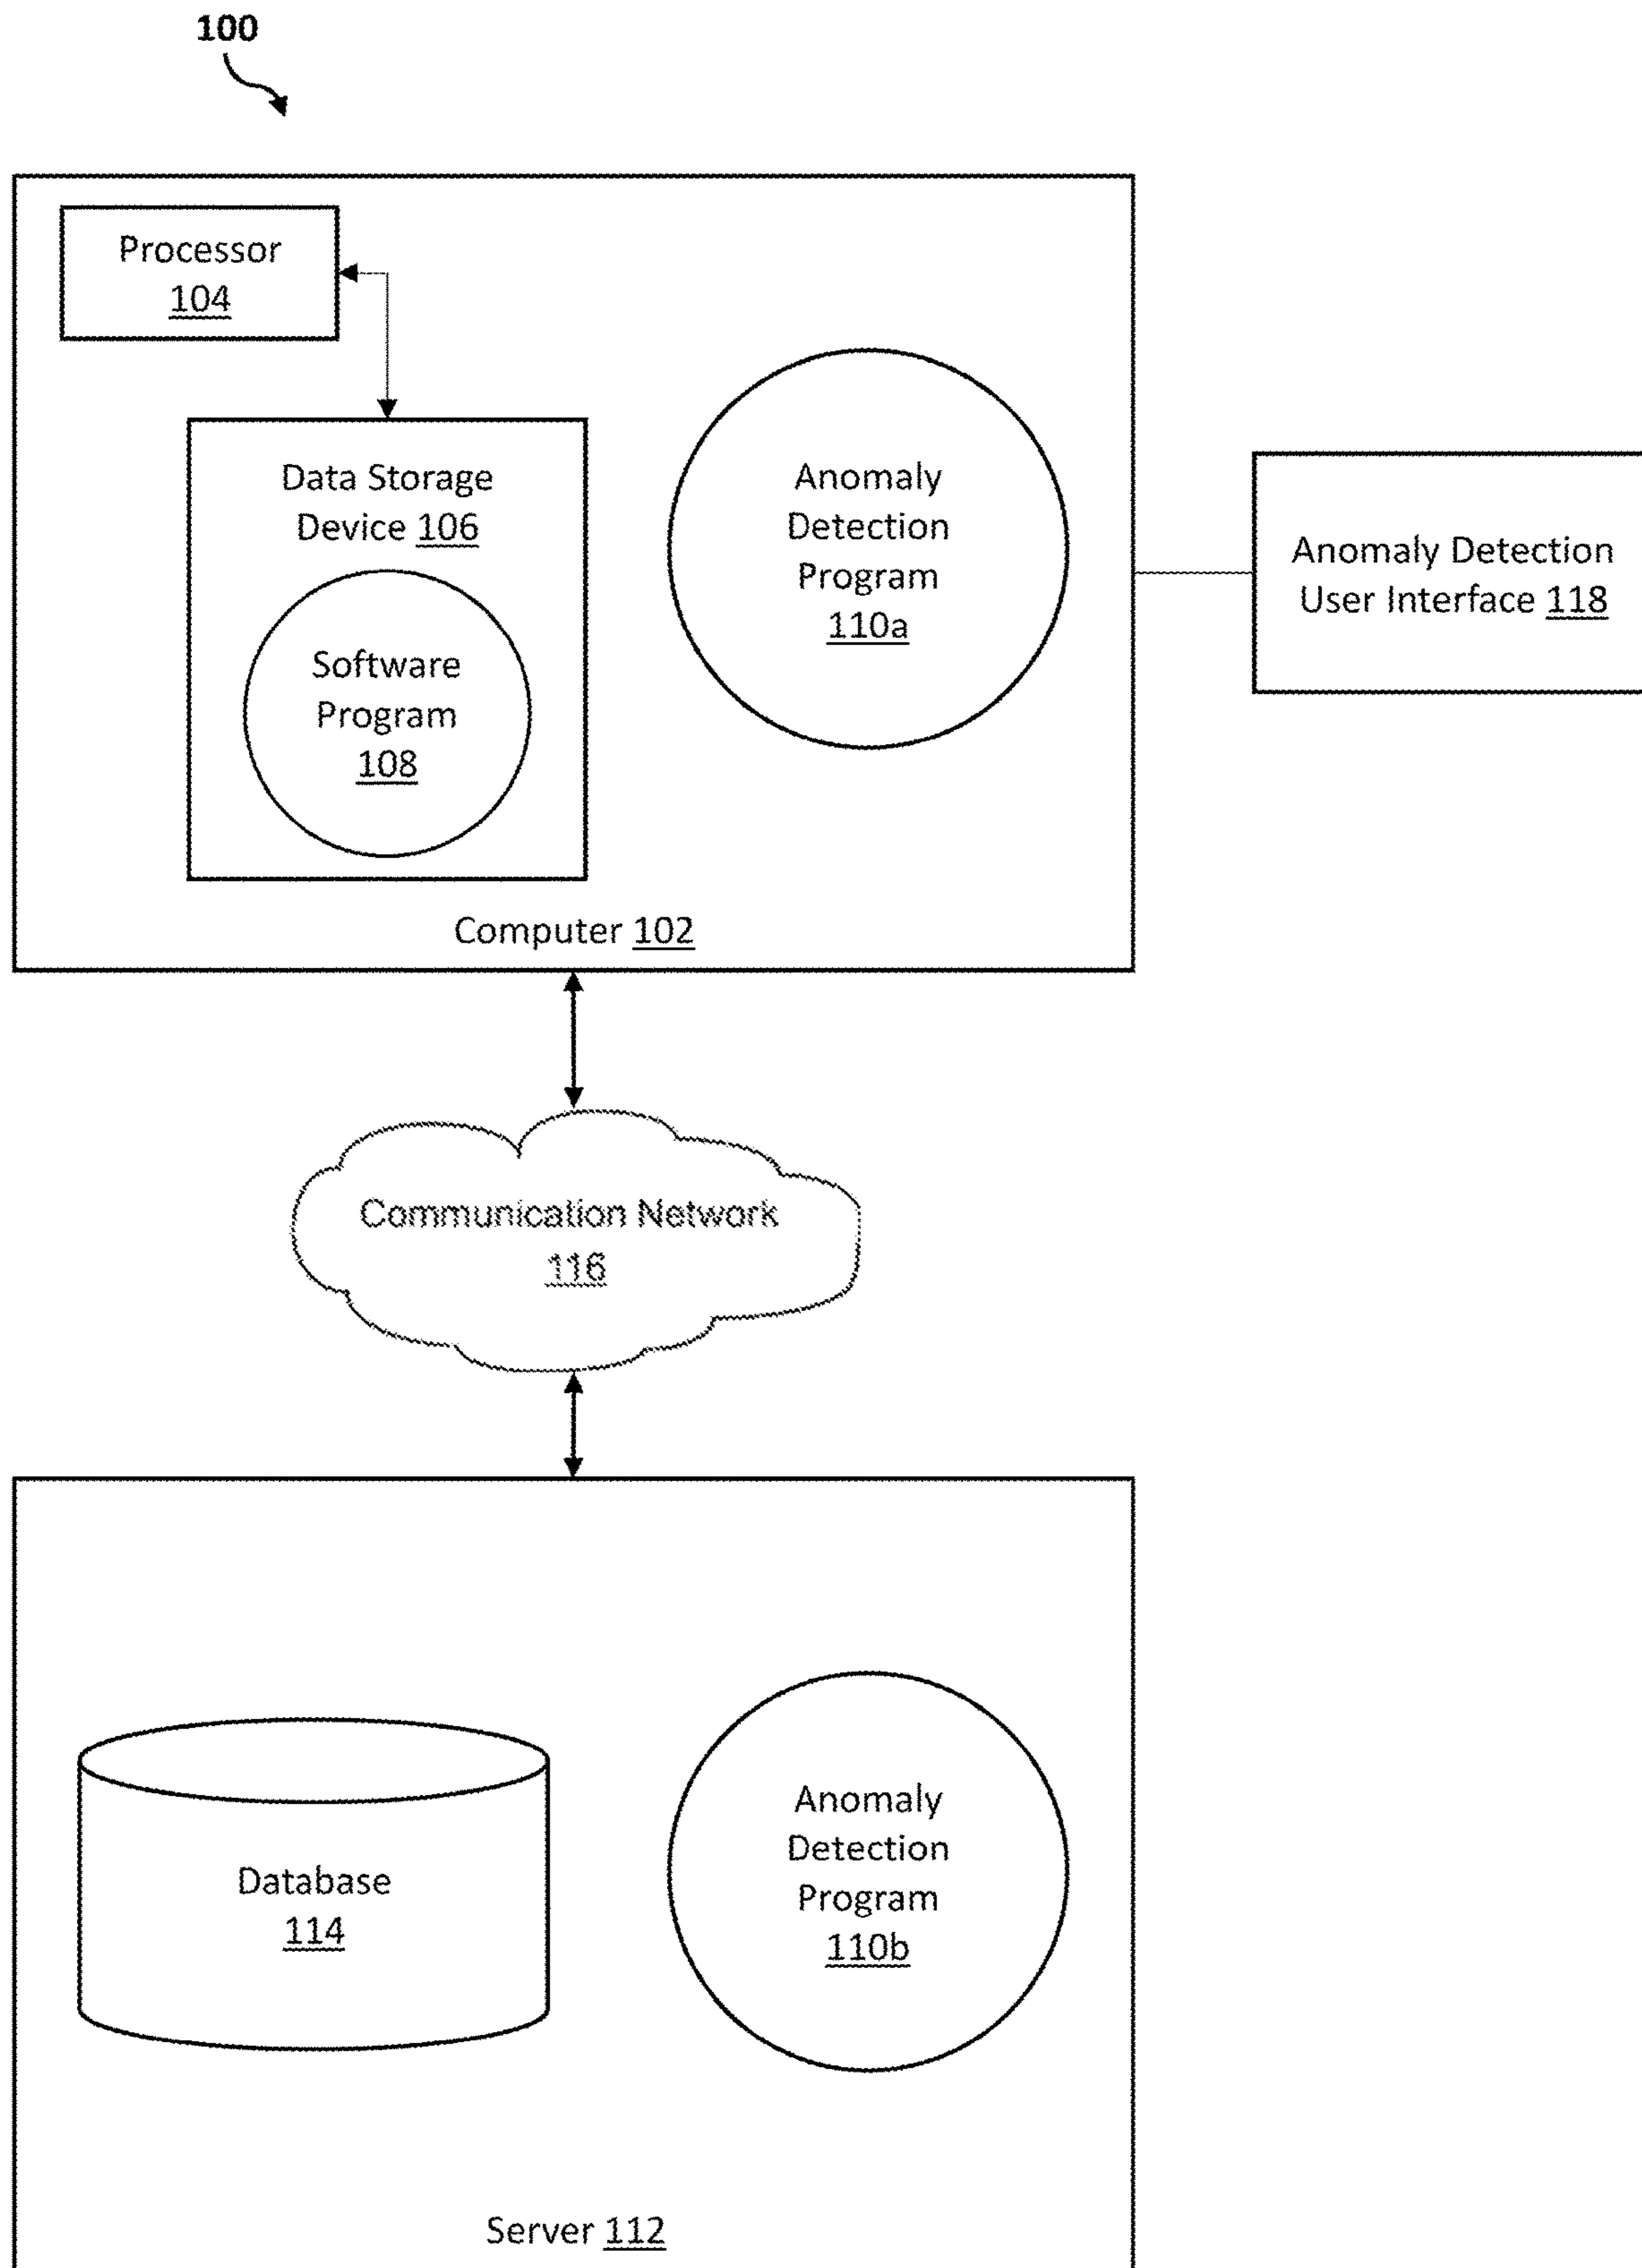 100
Processor
104
Data Storage
Device 106
Software
Program
108
Anomaly
Detection
Program
110a
Computer 102
Anomaly Detection
User Interface 118
Communication Network
116
Database
114
Anomaly
Detection
Program
110b
Server 112